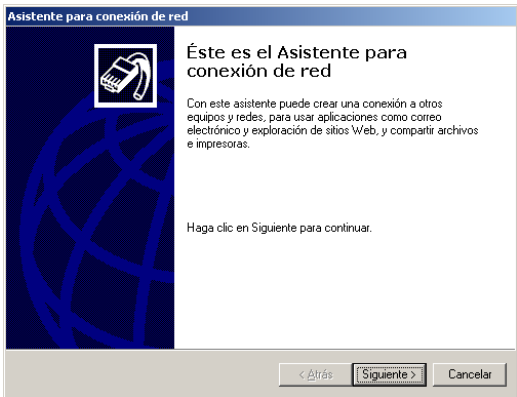 Asistente para conexión de red
Éste es el Asistente para
conexión de red
Con este asistente puede crear una conexión a otros
equipos y redes, para usar aplicaciones como correo
electrónico y exploración de sitios Web, y compartir archivos
e impresoras.
Haga clic en Siguiente para continuar.
< Atrás Siguiente > Cancelar